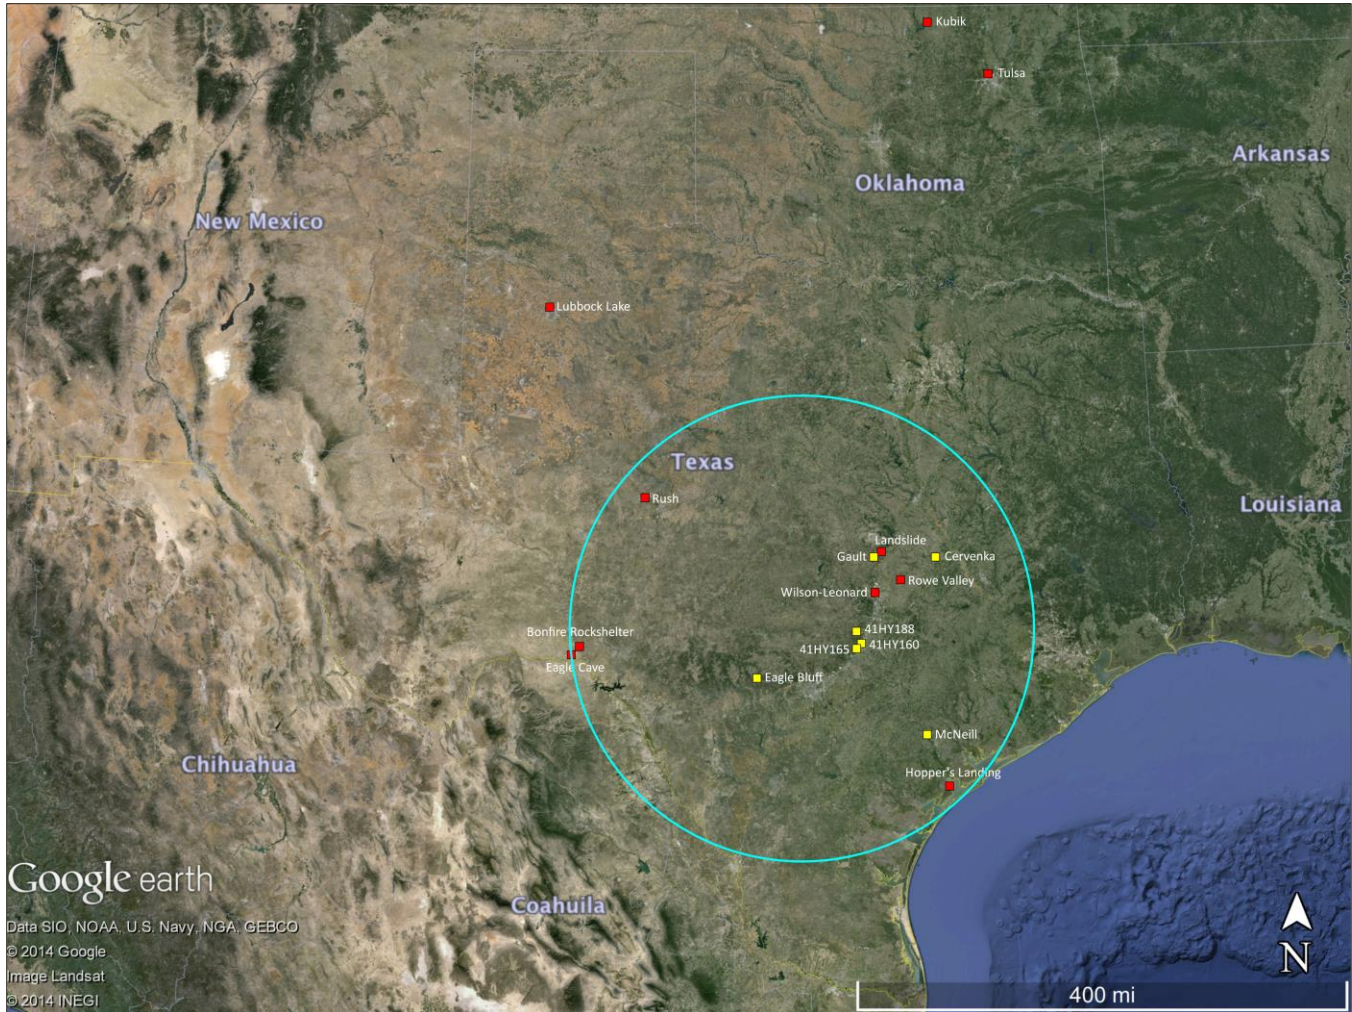 Kubik
Tulsa
Arkansas
Oklahoma
New Mexico
Lubbock Lake
Texas
Rush
Louisiana
Landslide
Gault
Cervenka
Rowe Valley
Wilson-Leonard
41HY188
Bonfire Rockshelter
41HY160
41HY165
Eagle Cave
Eagle Bluff
McNeill
Chihuahua
Hopper's Landing
Google earth
Coahuila
Data SIO, NOAA, U.S. Navy, NGA, GEBCO
© 2014 Google
Image Landsat
© 2014 INEGI
N
400 mi